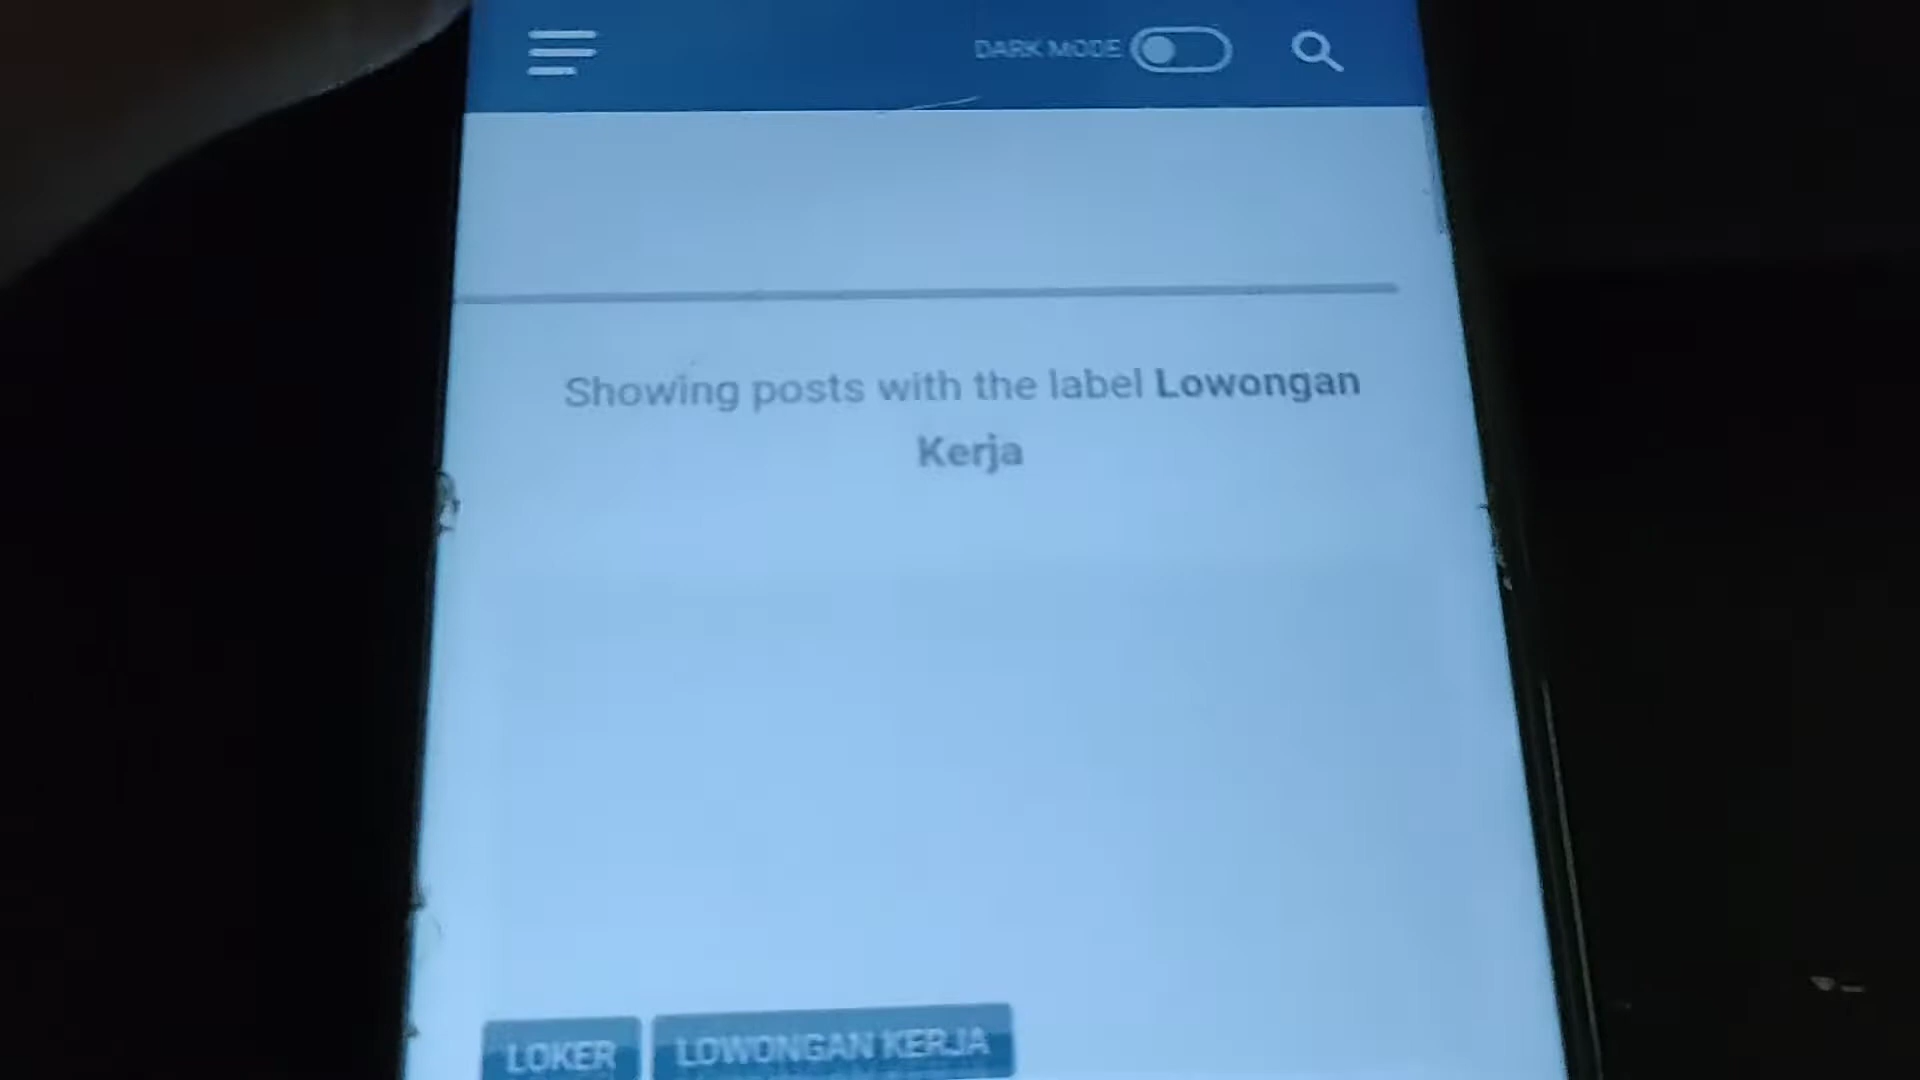 DARK MODE
Showing posts with the label Lowongan
Kerja
LOKER
LOWONGAN KERJA